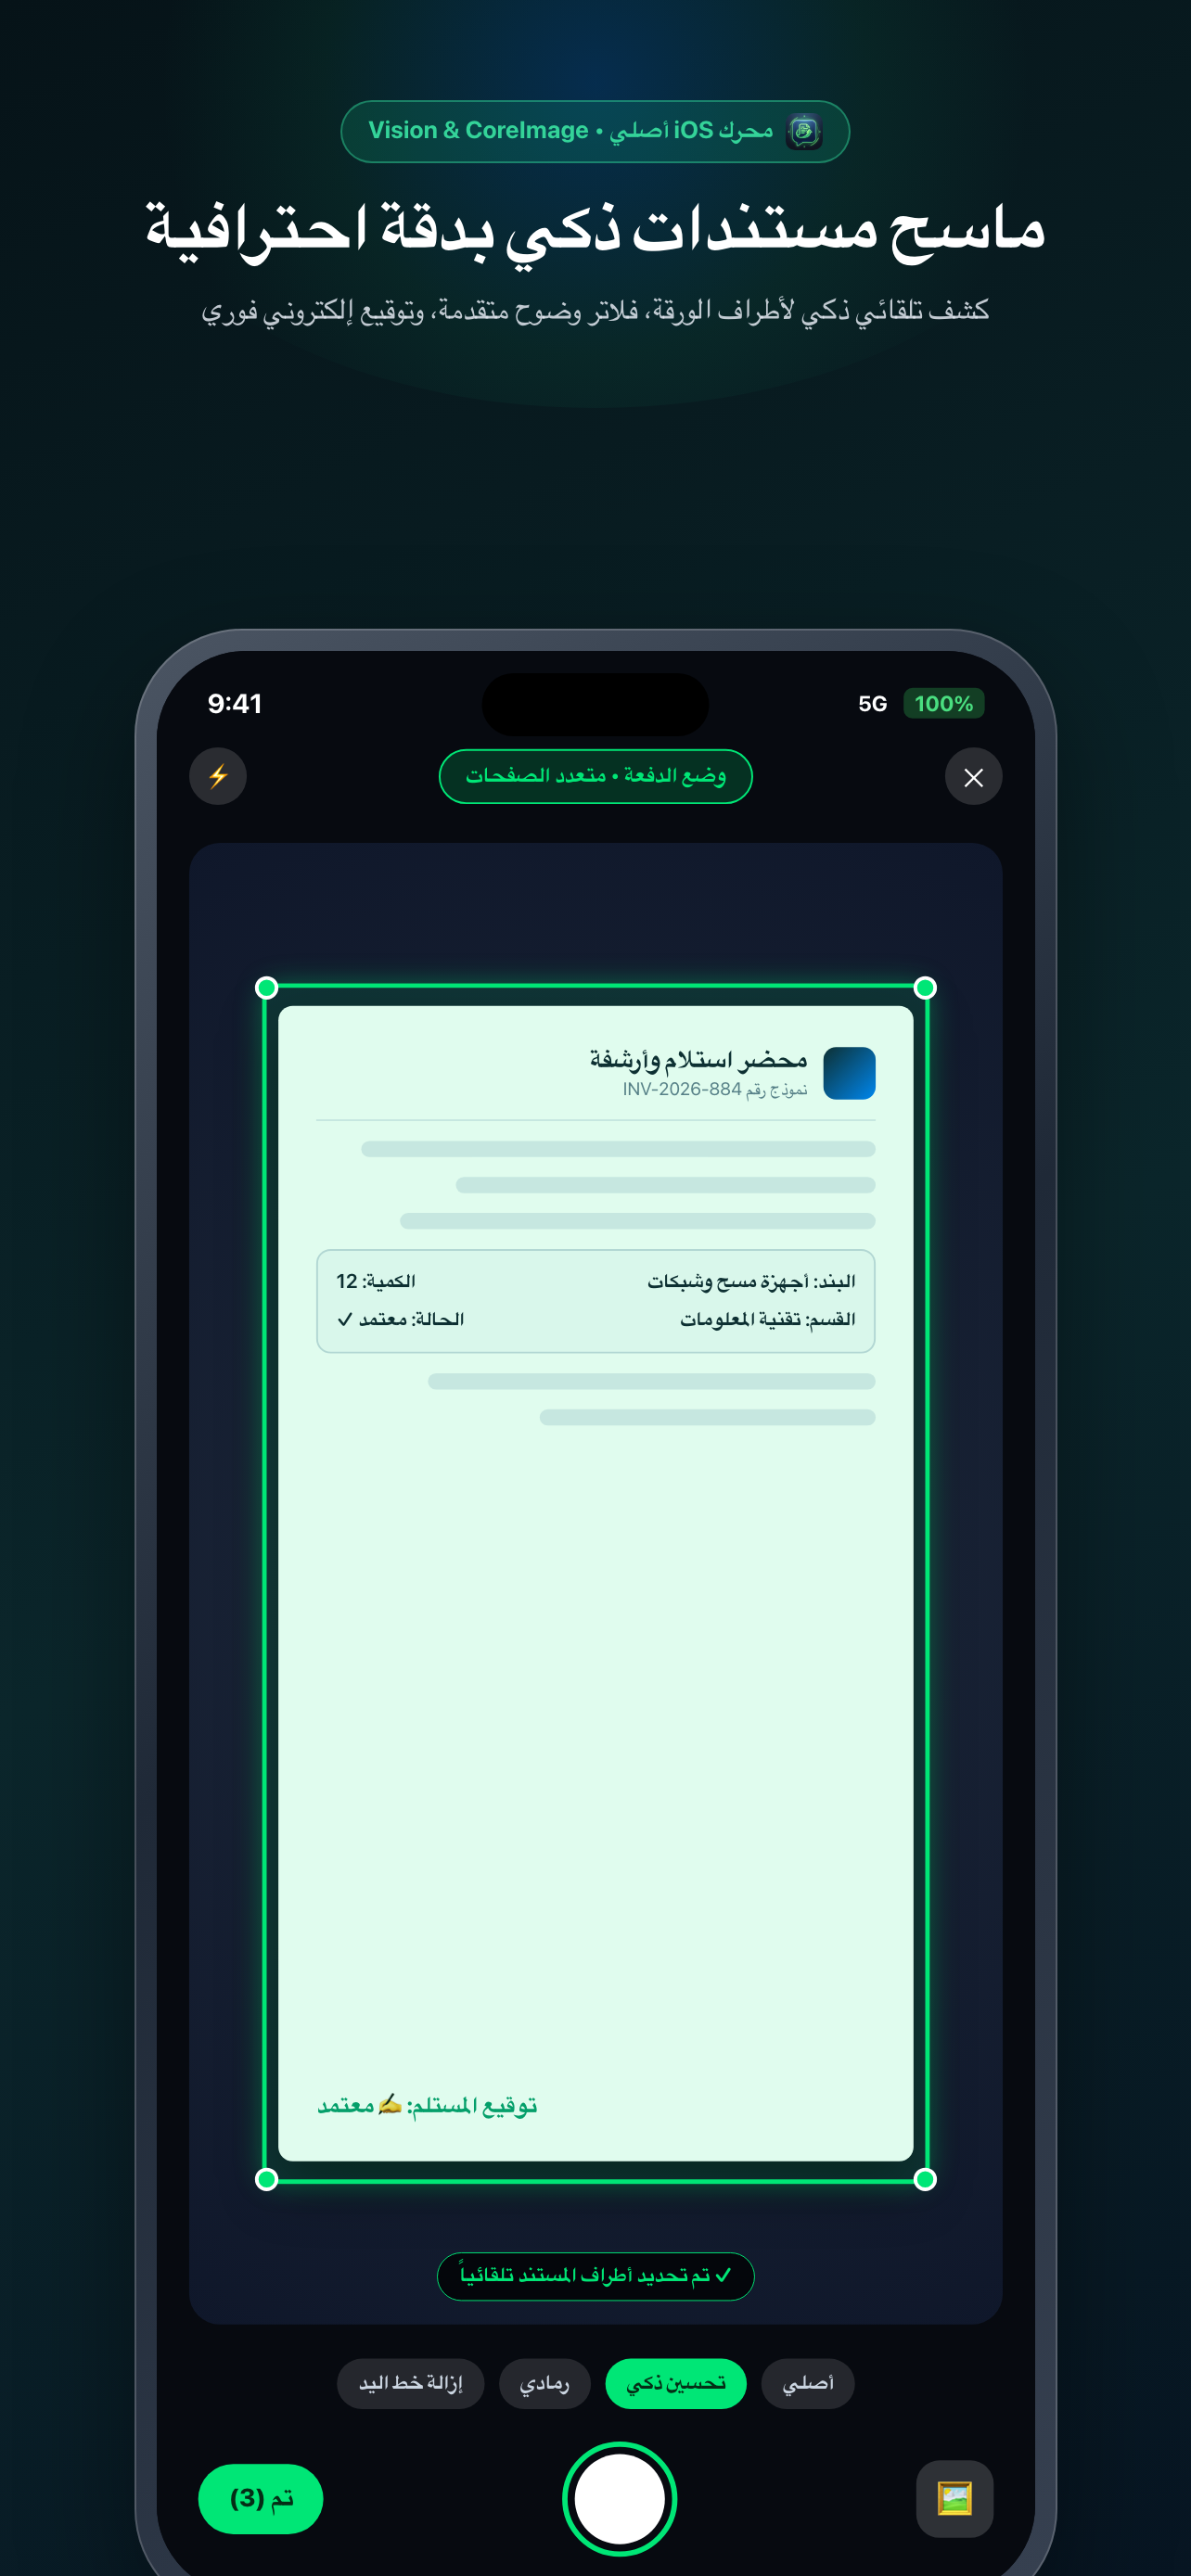 محرك iOS أصلي • Vision & CoreImage
ماسح مستندات ذكي بدقة احترافية
كشف تلقائي ذكي لأطراف الورقة، فلاتر وضوح متقدمة، وتوقيع إلكتروني فوري
9:41
5G 100%
وضع الدفعة • متعدد الصفحات
محضر استلام وأرشفة
نموذج رقم INV-2026-884
البند: أجهزة مسح وشبكات
الكمية: 12
القسم: تقنية المعلومات
الحالة: معتمد ✓
توقيع المستلم: ✍️ معتمد
✓ تم تحديد أطراف المستند تلقائياً
أصلي
تحسين ذكي
رمادي
إزالة خط اليد
تم (3)